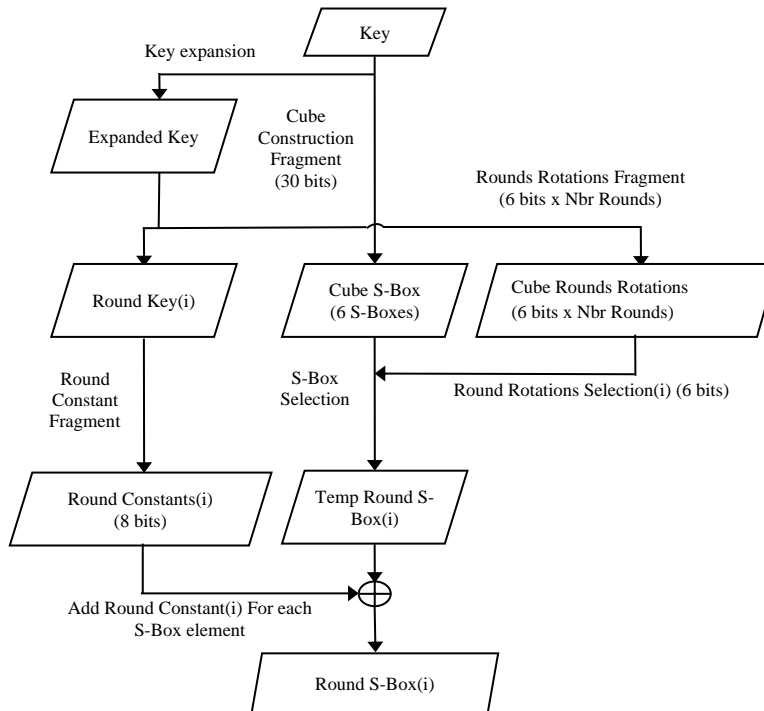 Key
Key expansion
Expanded Key
Cube
Construction
Fragment
(30 bits)
Rounds Rotations Fragment
(6 bits x Nbr Rounds)
Round Key(i)
Cube S-Box
(6 S-Boxes)
Cube Rounds Rotations
(6 bits x Nbr Rounds)
Round
Constant
Fragment
S-Box
Selection
Round Rotations Selection(i) (6 bits)
Round Constants(i)
(8 bits)
Temp Round S-
Box(i)
Add Round Constant(i) For each
S-Box element
Round S-Box(i)